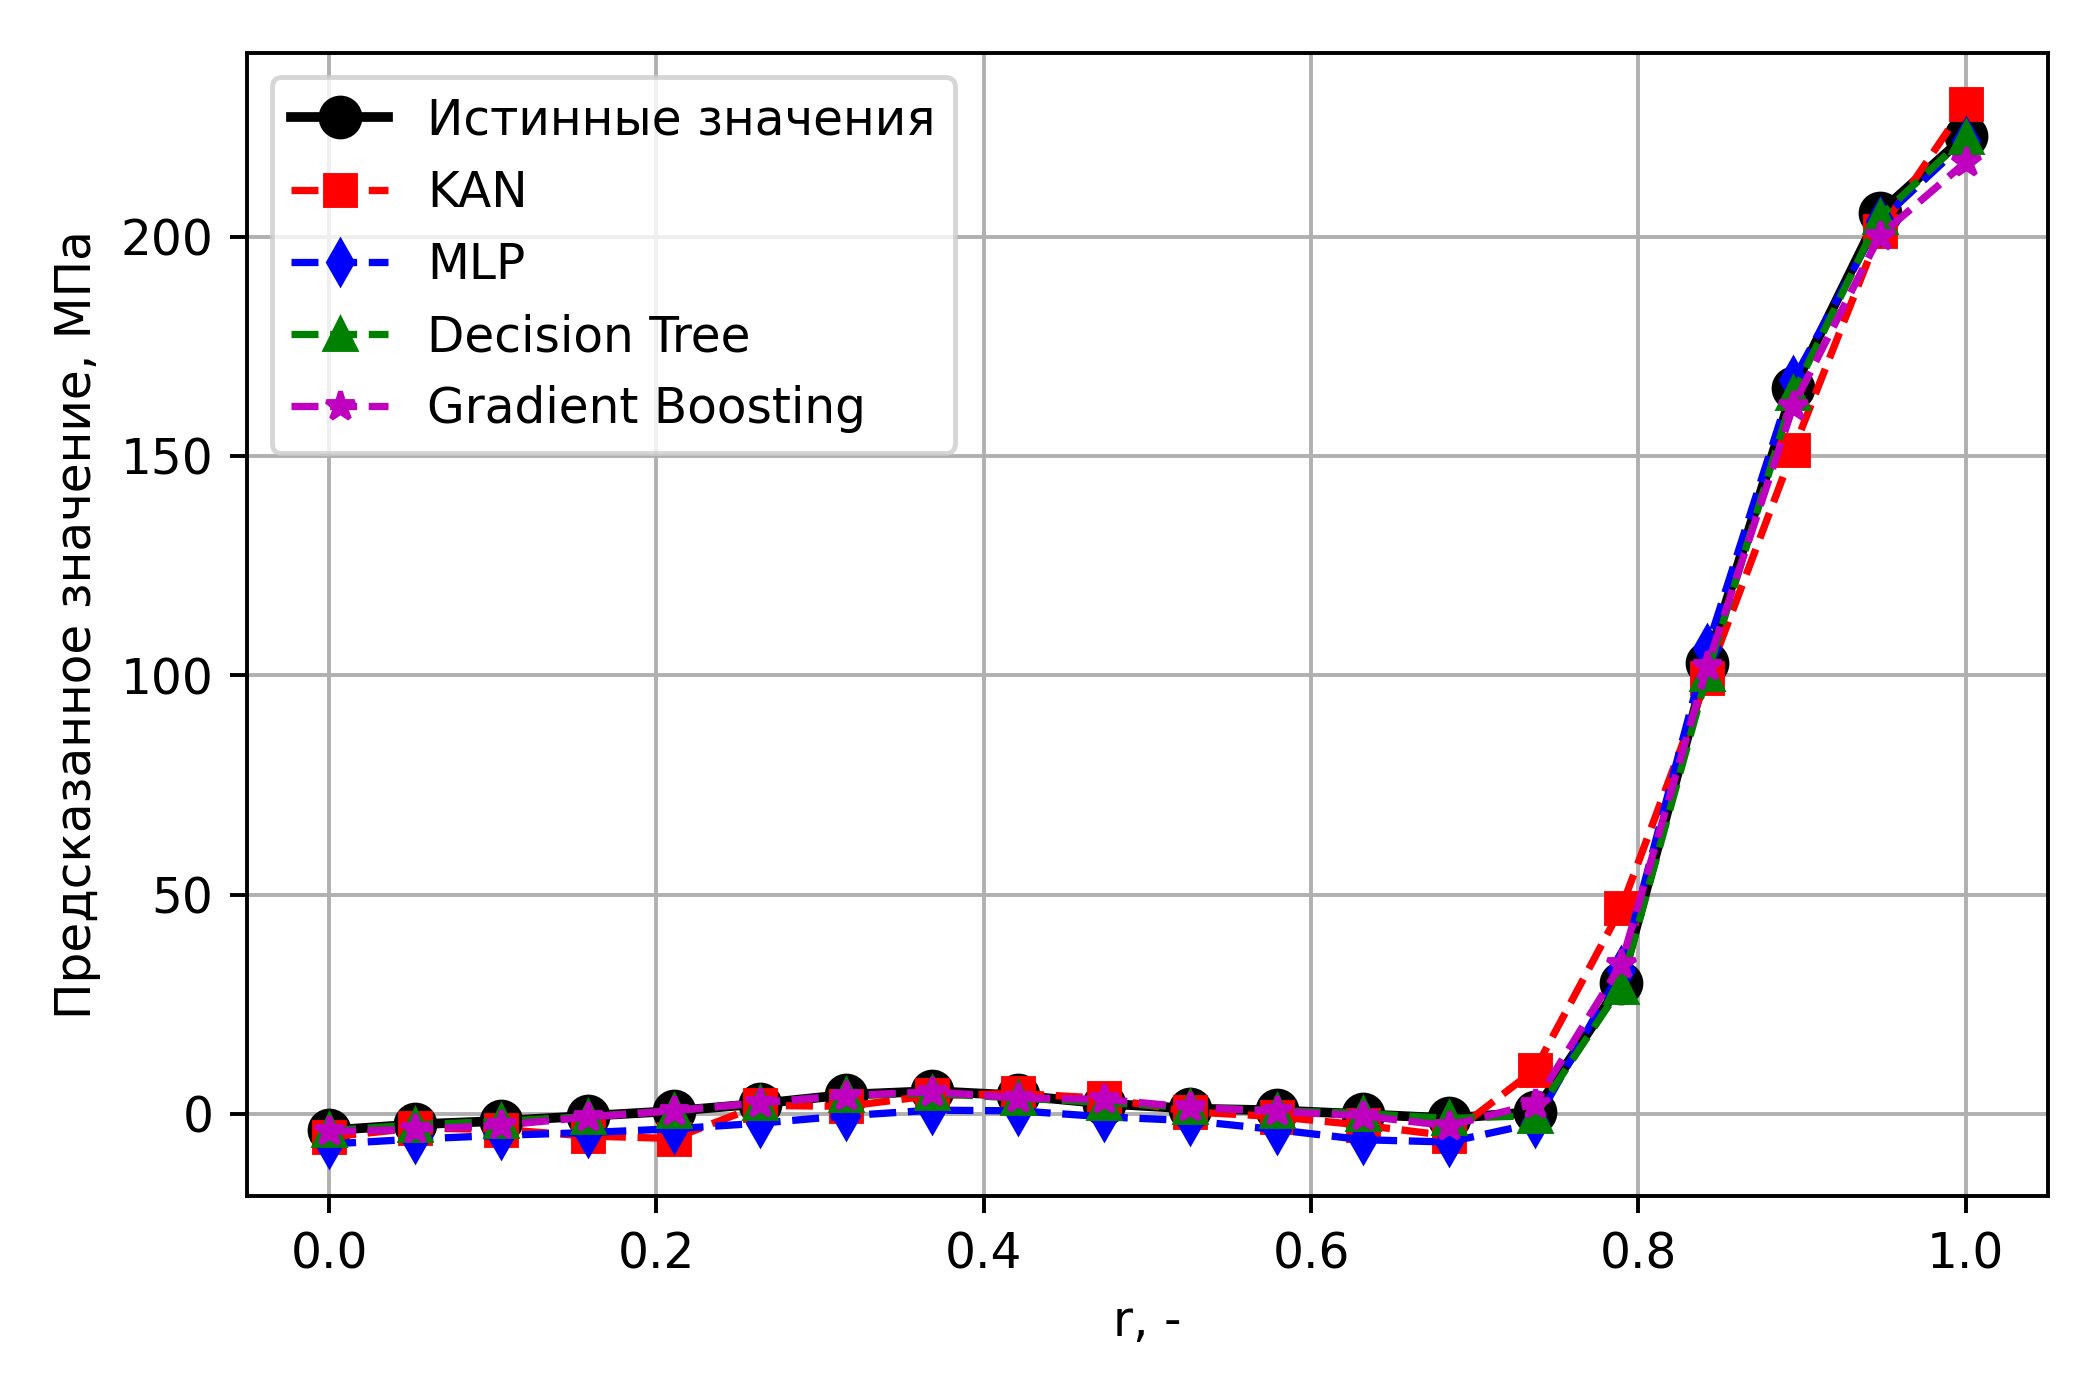 Истинные значения
KAN
MLP
Decision Tree
Gradient Boosting
Предсказанное значение, МПа
200
150
100
50
0
0.0 0.2 0.4 0.6 0.8 1.0
r, -